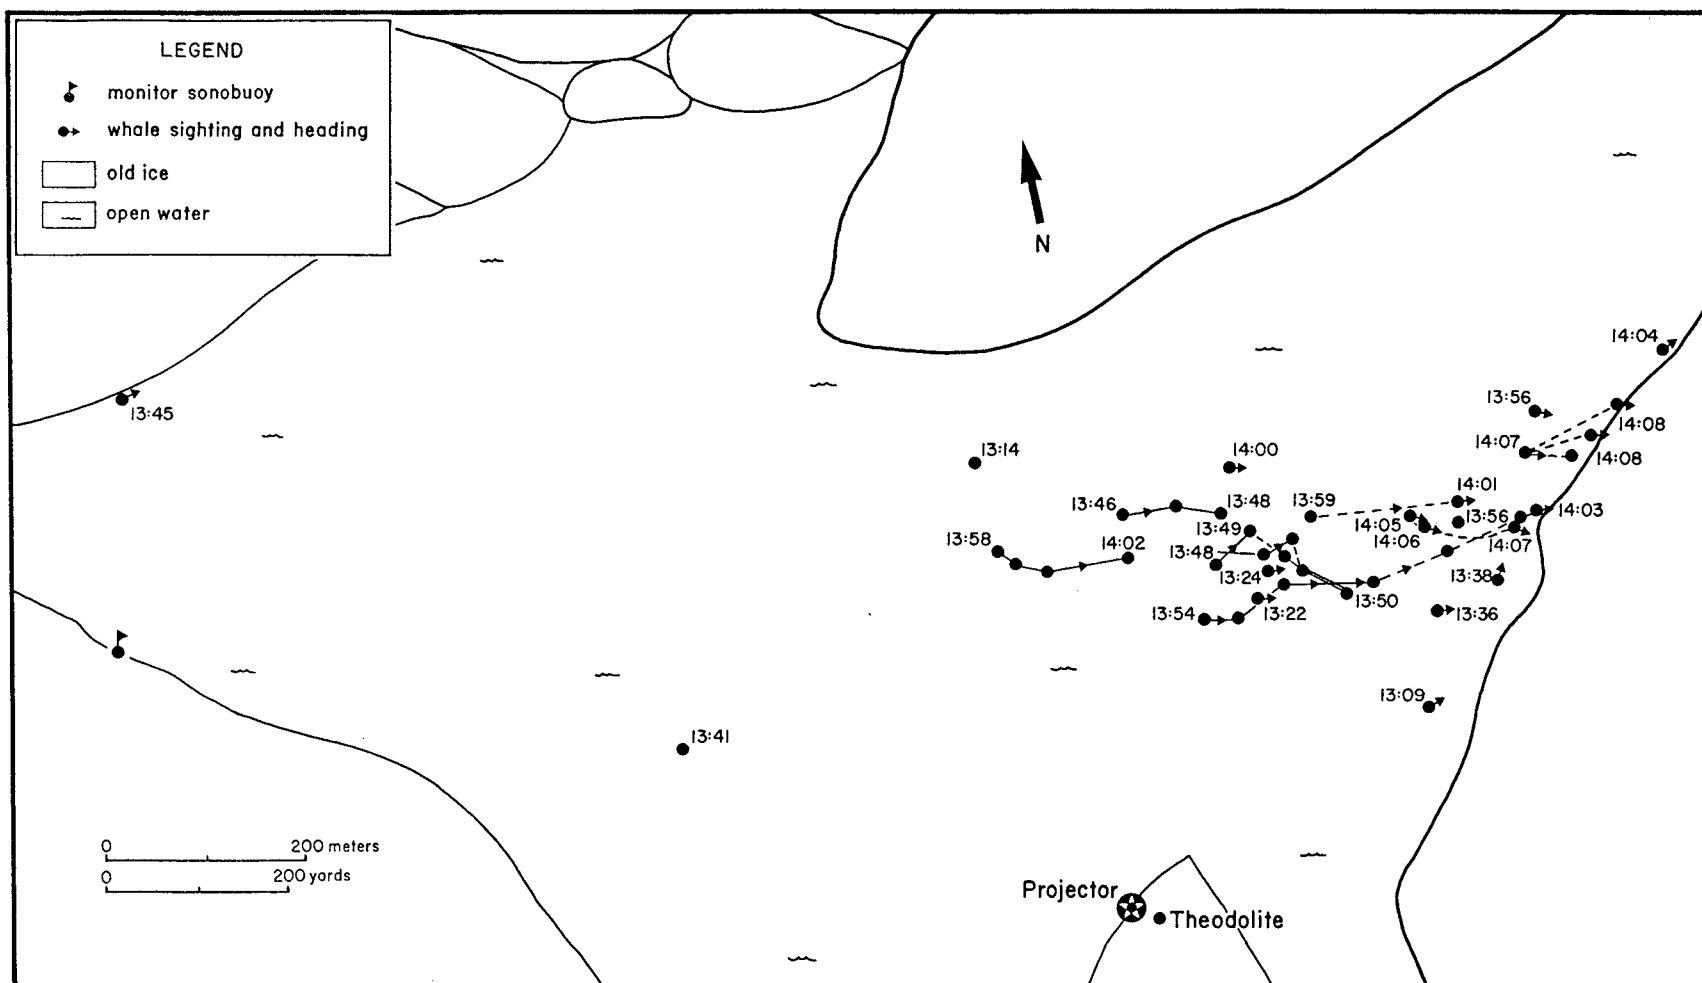 LEGEND
monitor sonobuoy
whale sighting and heading
old ice
open water
N
14:04
13:56
13:45
14:08
14:07
13:14
14:00
14:08
14:01
13:46
13:48
13:59
13:56
14:03
13:49
14:05
13:58
14:02
13:48
14:06
14:07
13:24
13:38
13:50
13:54
13:22
13:36
13:09
13:41
0 200 meters
0 200 yards
Projector
Theodolite